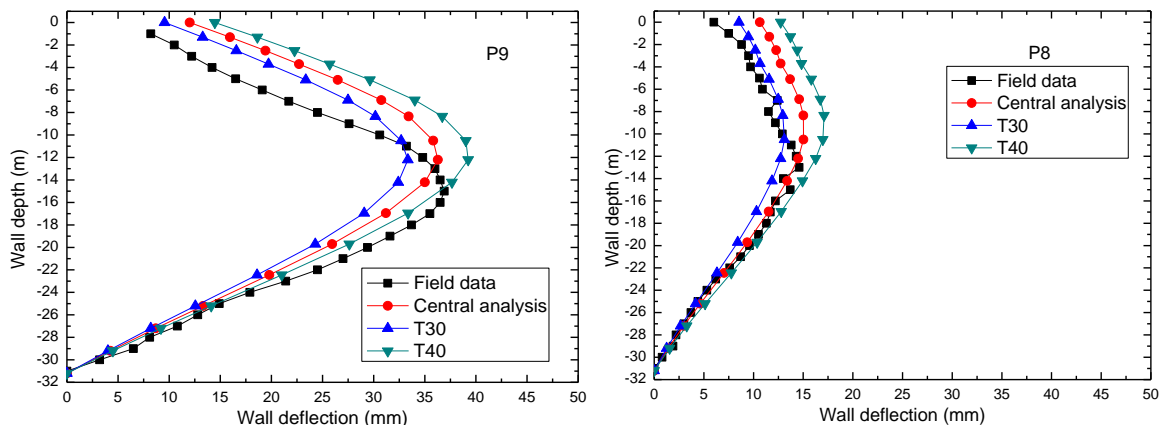 P9
0
-2
-4
-6
-8
-10
-12
-14
-16
-18
-20
-22
-24
-26
-28
-30
-32
Wall depth (m)
Field data
Central analysis
T30
T40
0 5 10 15 20 25 30 35 40 45 50
Wall deflection (mm)
P8
0
-2
-4
-6
-8
-10
-12
-14
-16
-18
-20
-22
-24
-26
-28
-30
-32
Wall depth (m)
Field data
Central analysis
T30
T40
0 5 10 15 20 25 30 35 40 45 50
Wall deflection (mm)